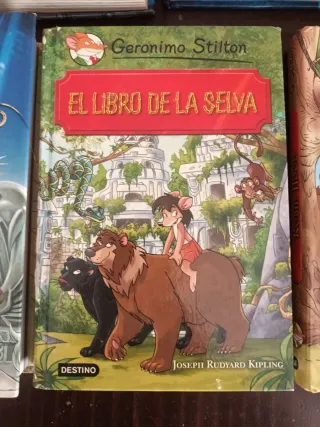 Geronimo Stilton
EL LIBRO DE LA SELVA
JOSEPH RUDYARD KIPLING
DESTINO